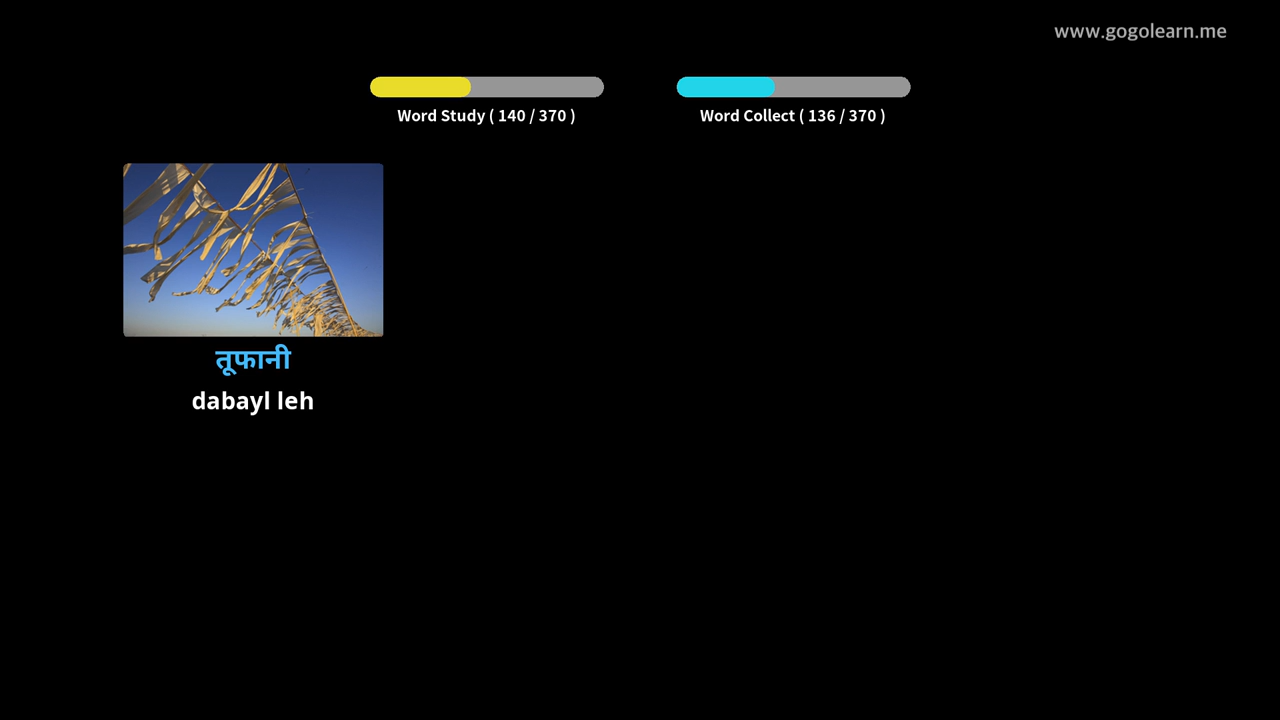 www.gogolearn.me
Word Study ( 140 / 370 )
Word Collect ( 136 / 370 )
तूफानी
dabayl leh